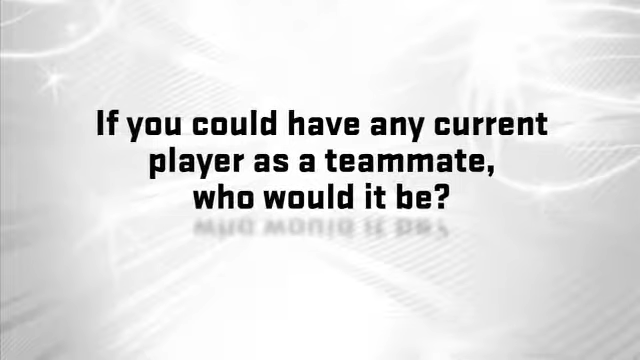 If you could have any current
player as a teammate,
who would it be?